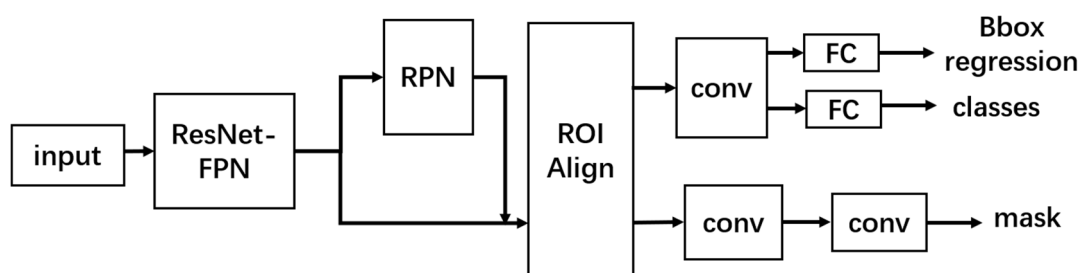 input
ResNet-
FPN
RPN
ROI
Align
conv
FC
Bbox
regression
FC
classes
conv
conv
mask